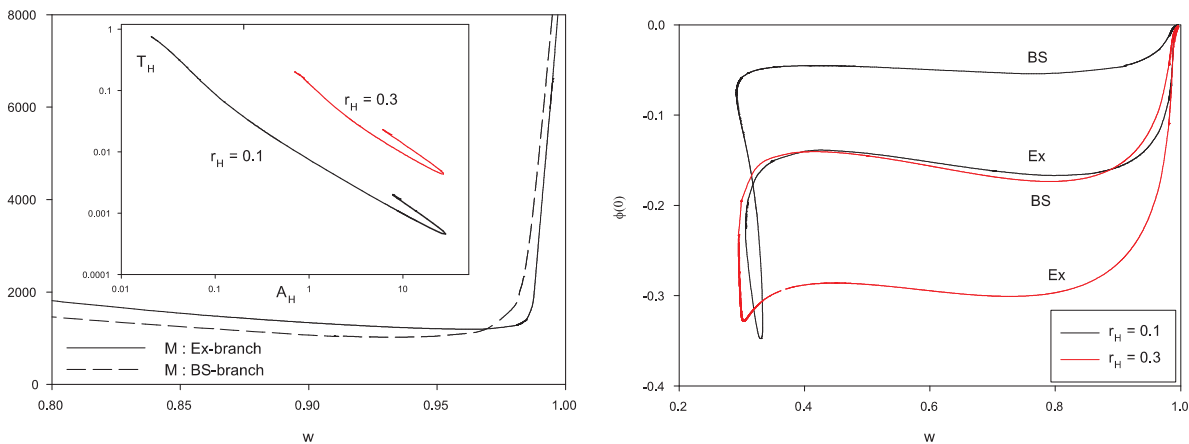 8000
6000
4000
2000
0
0.80
0.85
0.90
0.95
1.00
w
1
0.1
0.01
0.001
0.0001
0.01
0.1
1
10
T_H
A_H
r_H = 0.3
r_H = 0.1
M : Ex-branch
M : BS-branch
0.0
-0.1
-0.2
-0.3
-0.4
ϕ(0)
0.2
0.4
0.6
0.8
1.0
w
BS
Ex
BS
Ex
r_H = 0.1
r_H = 0.3